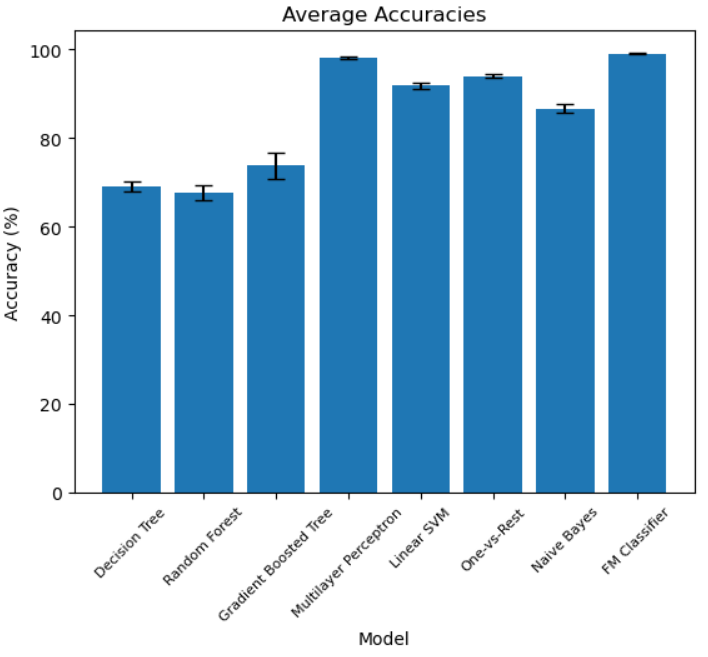 Average Accuracies
Accuracy (%)
100
80
60
40
20
0
Decision Tree
Random Forest
Gradient Boosted Tree
Multilayer Perceptron
Linear SVM
One-vs-Rest
Naive Bayes
FM Classifier
Model